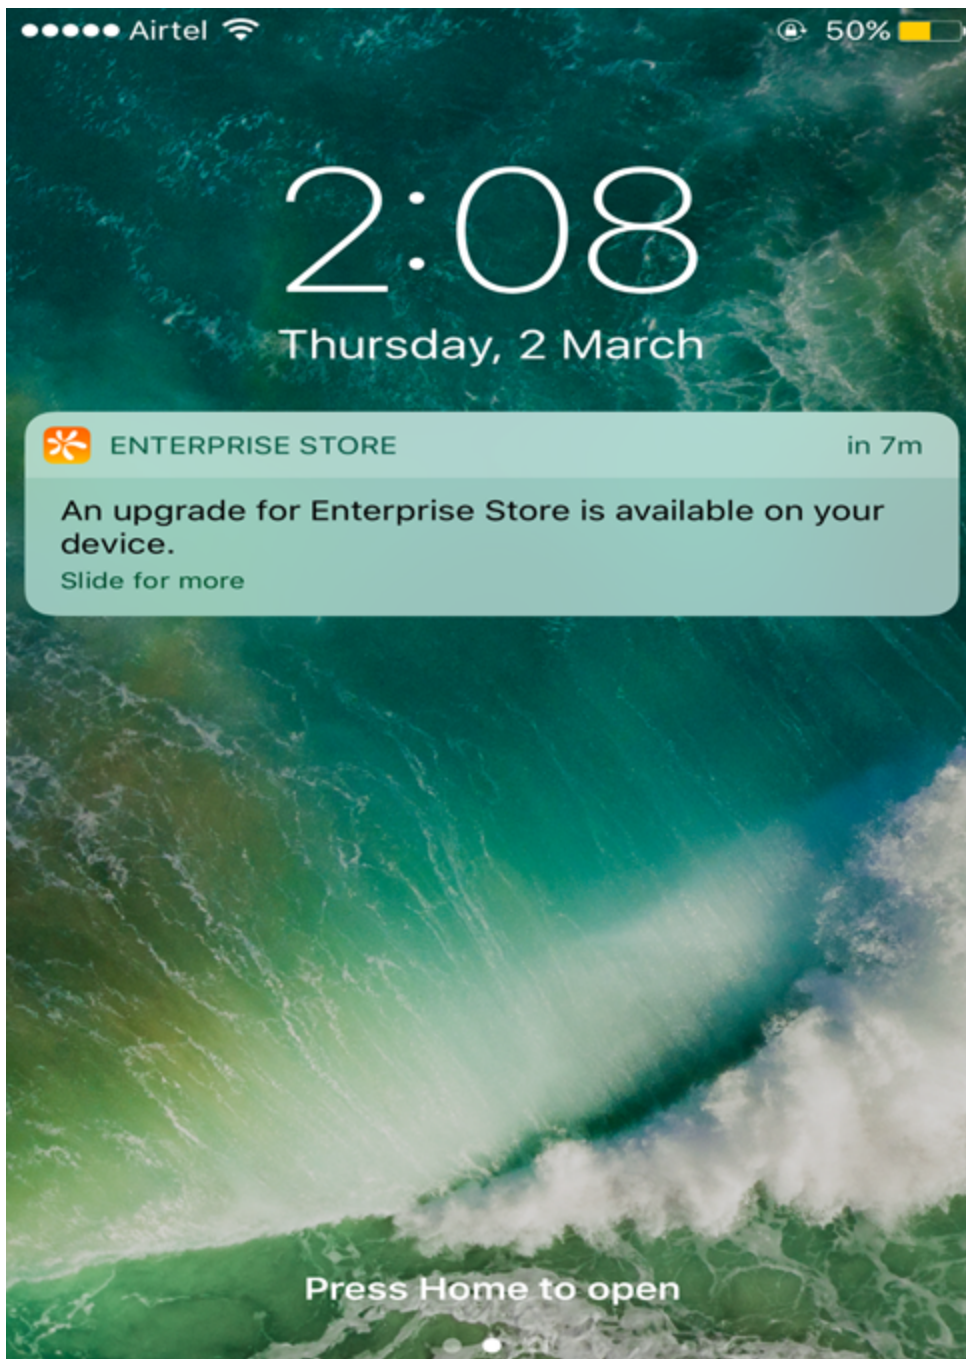 Airtel 50%
2:08
Thursday, 2 March
ENTERPRISE STORE in 7m
An upgrade for Enterprise Store is available on your
device.
Slide for more
Press Home to open